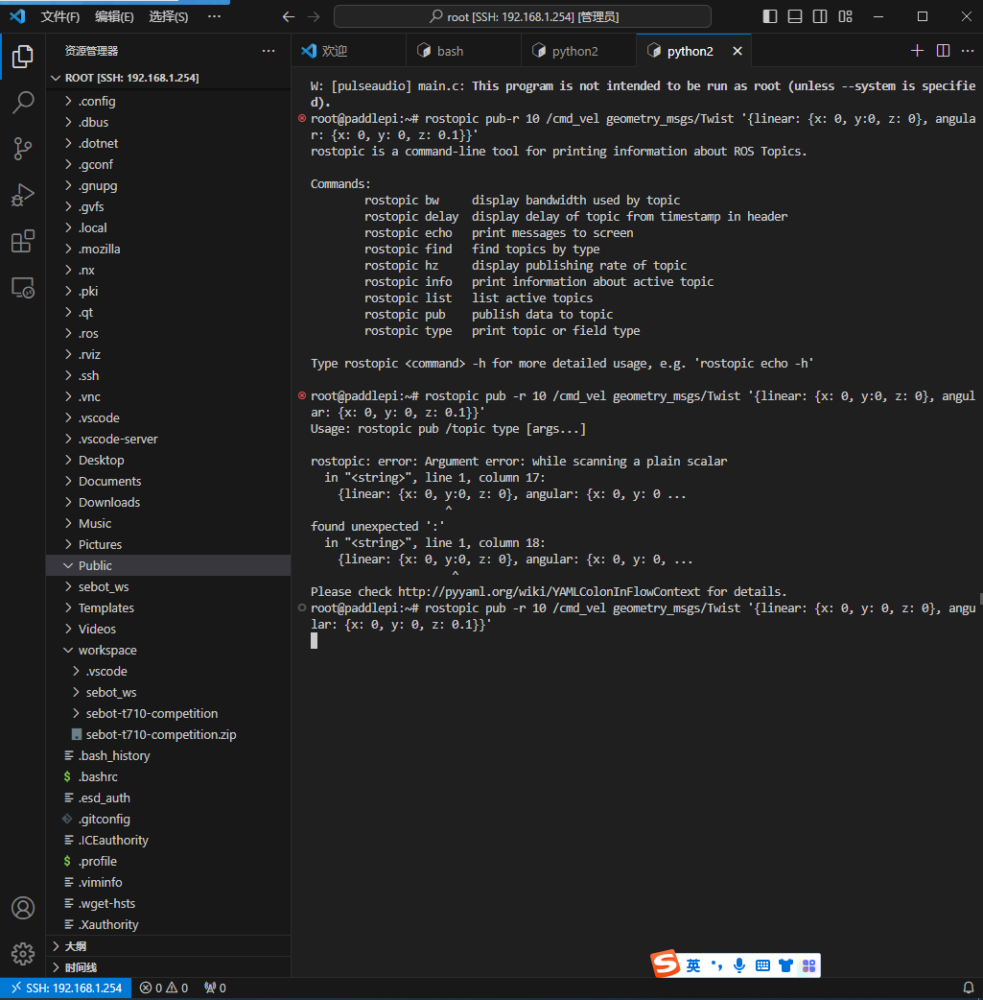 文件(F) 编辑(E) 选择(S) ··· root [SSH: 192.168.1.254] [管理员]
资源管理器
欢迎 bash python2 python2
ROOT [SSH: 192.168.1.254]
.config
.dbus
.dotnet
.gconf
.gnupg
.gvfs
.local
.mozilla
.nx
.pki
.qt
.ros
.rviz
.ssh
.vnc
.vscode
.vscode-server
Desktop
Documents
Downloads
Music
Pictures
Public
sebot_ws
Templates
Videos
workspace
.vscode
sebot_ws
sebot-t710-competition
sebot-t710-competition.zip
.bash_history
.bashrc
.esd_auth
.gitconfig
.ICEauthority
.profile
.viminfo
.wget-hsts
.Xauthority
大纲
时间线
W: [pulseaudio] main.c: This program is not intended to be run as root (unless --system is specifie
d).
root@paddlepi:~# rostopic pub-r 10 /cmd_vel geometry_msgs/Twist '{linear: {x: 0, y:0, z: 0}, angula
r: {x: 0, y: 0, z: 0.1}}'
rostopic is a command-line tool for printing information about ROS Topics.
Commands:
rostopic bw display bandwidth used by topic
rostopic delay display delay of topic from timestamp in header
rostopic echo print messages to screen
rostopic find find topics by type
rostopic hz display publishing rate of topic
rostopic info print information about active topic
rostopic list list active topics
rostopic pub publish data to topic
rostopic type print topic or field type
Type rostopic <command> -h for more detailed usage, e.g. 'rostopic echo -h'
root@paddlepi:~# rostopic pub -r 10 /cmd_vel geometry_msgs/Twist '{linear: {x: 0, y:0, z: 0}, angul
ar: {x: 0, y: 0, z: 0.1}}'
Usage: rostopic pub /topic type [args...]
rostopic: error: Argument error: while scanning a plain scalar
in "<string>", line 1, column 17:
{linear: {x: 0, y:0, z: 0}, angular: {x: 0, y: 0 ...
^
found unexpected ':'
in "<string>", line 1, column 18:
{linear: {x: 0, y:0, z: 0}, angular: {x: 0, y: 0, ...
^
Please check http://pyyaml.org/wiki/YAMLColonInFlowContext for details.
root@paddlepi:~# rostopic pub -r 10 /cmd_vel geometry_msgs/Twist '{linear: {x: 0, y: 0, z: 0}, angu
lar: {x: 0, y: 0, z: 0.1}}'
S 英
SSH: 192.168.1.254 0 0 0